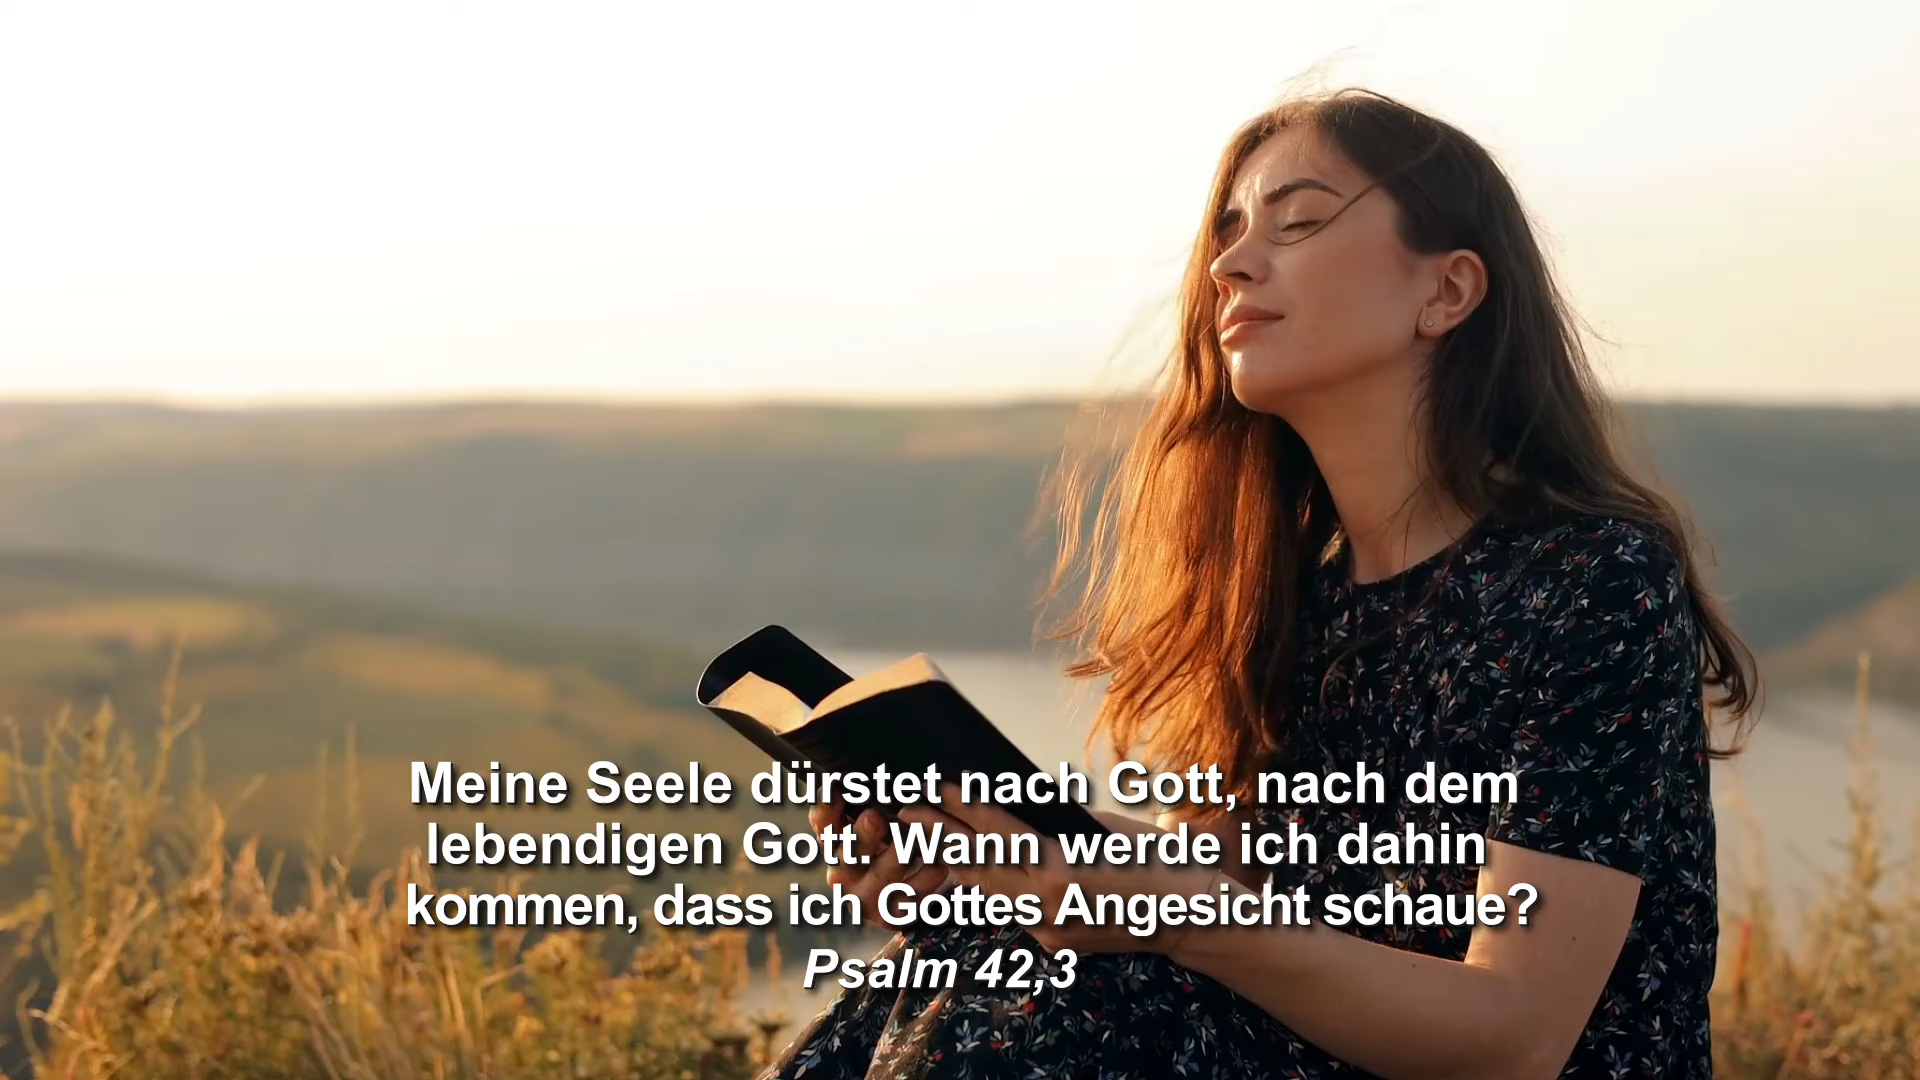 Meine Seele dürstet nach Gott, nach dem
lebendigen Gott. Wann werde ich dahin
kommen, dass ich Gottes Angesicht schaue?
Psalm 42,3